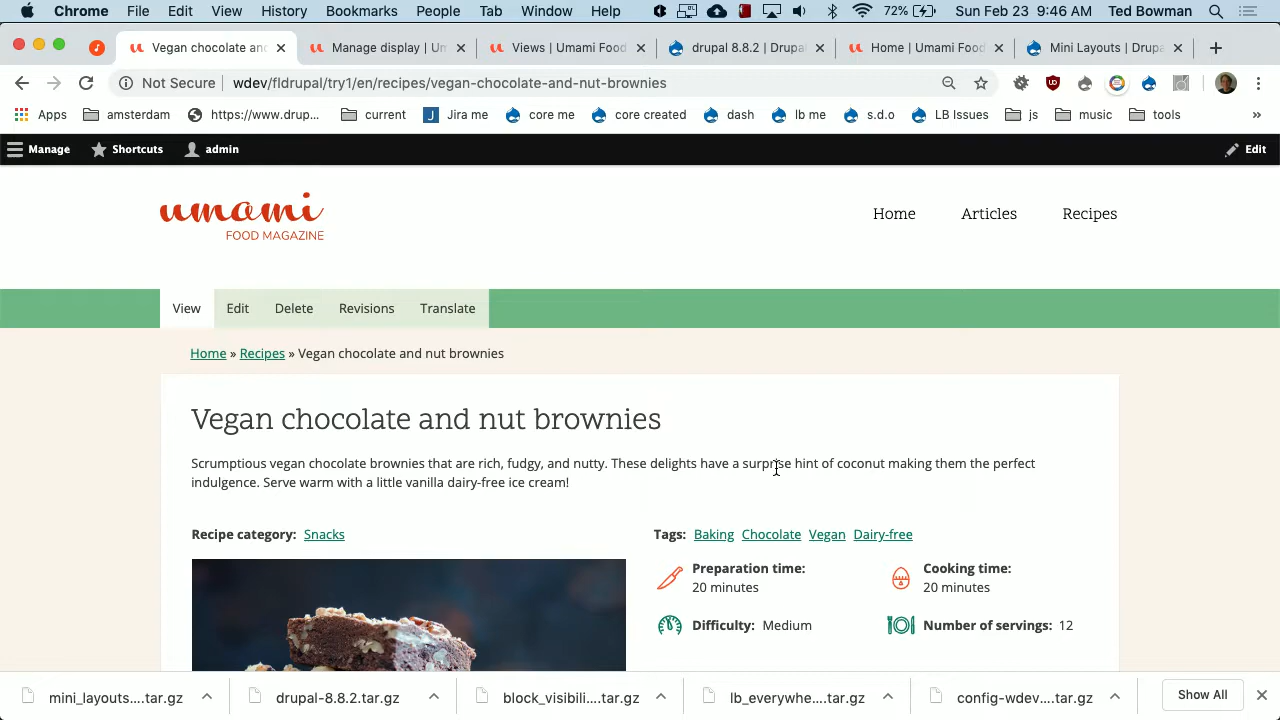 Chrome File Edit View History Bookmarks People Tab Window Help 72% Sun Feb 23 9:46 AM Ted Bowman
Vegan chocolate and Manage display | Um Views | Umami Food drupal 8.8.2 | Drupal Home | Umami Food Mini Layouts | Drupa
Not Secure wdev/fldrupal/try1/en/recipes/vegan-chocolate-and-nut-brownies
Apps amsterdam https://www.drup... current Jira me core me core created dash lb me s.d.o LB Issues js music tools »
Manage Shortcuts admin Edit
umami
FOOD MAGAZINE
Home Articles Recipes
View Edit Delete Revisions Translate
Home » Recipes » Vegan chocolate and nut brownies
Vegan chocolate and nut brownies
Scrumptious vegan chocolate brownies that are rich, fudgy, and nutty. These delights have a surprise hint of coconut making them the perfect
indulgence. Serve warm with a little vanilla dairy-free ice cream!
Recipe category: Snacks
Tags: Baking Chocolate Vegan Dairy-free
Preparation time: Cooking time:
20 minutes 20 minutes
Difficulty: Medium Number of servings: 12
mini_layouts....tar.gz drupal-8.8.2.tar.gz block_visibili....tar.gz lb_everywhe....tar.gz config-wdev....tar.gz Show All